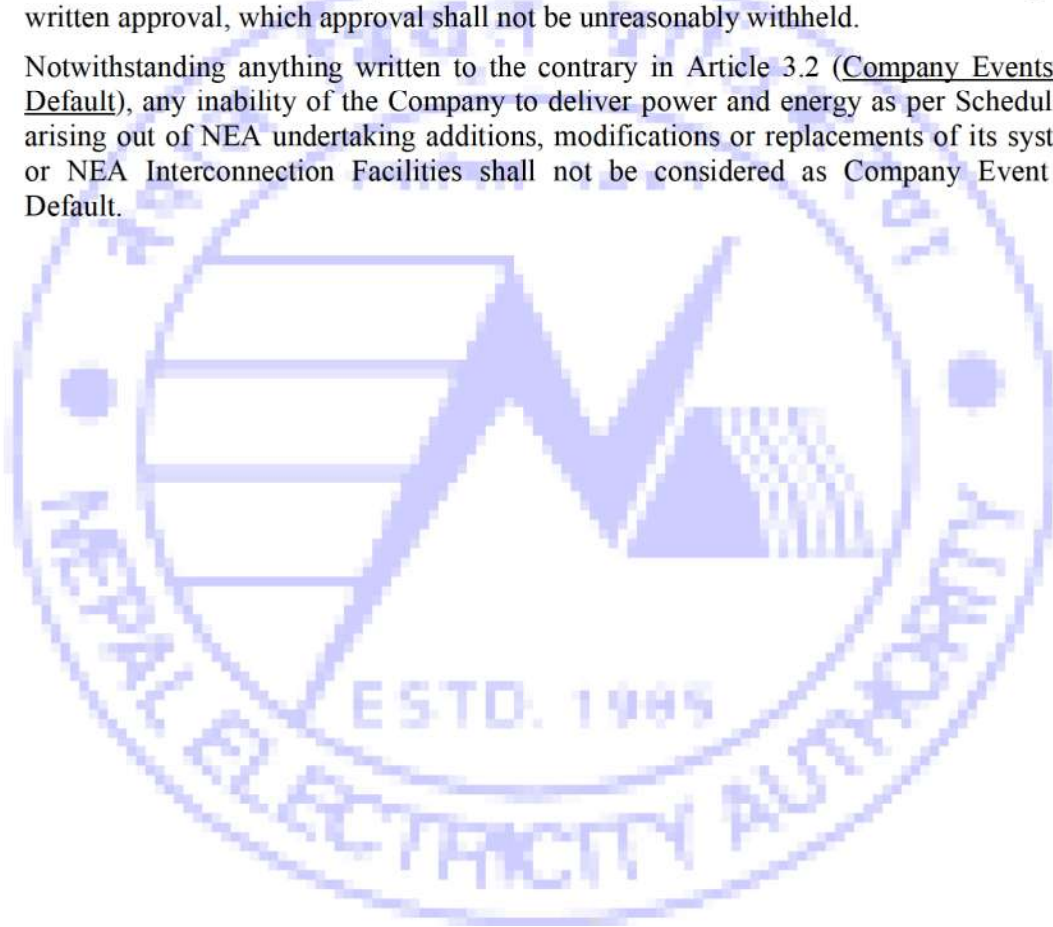 written approval, which approval shall not be unreasonably withheld.
Notwithstanding anything written to the contrary in Article 3.2 (Company Events
Default), any inability of the Company to deliver power and energy as per Schedul
arising out of NEA undertaking additions, modifications or replacements of its syst
or NEA Interconnection Facilities shall not be considered as Company Event
Default.
ESTD. 1985
NEPAL ELECTRICITY AUTHORITY